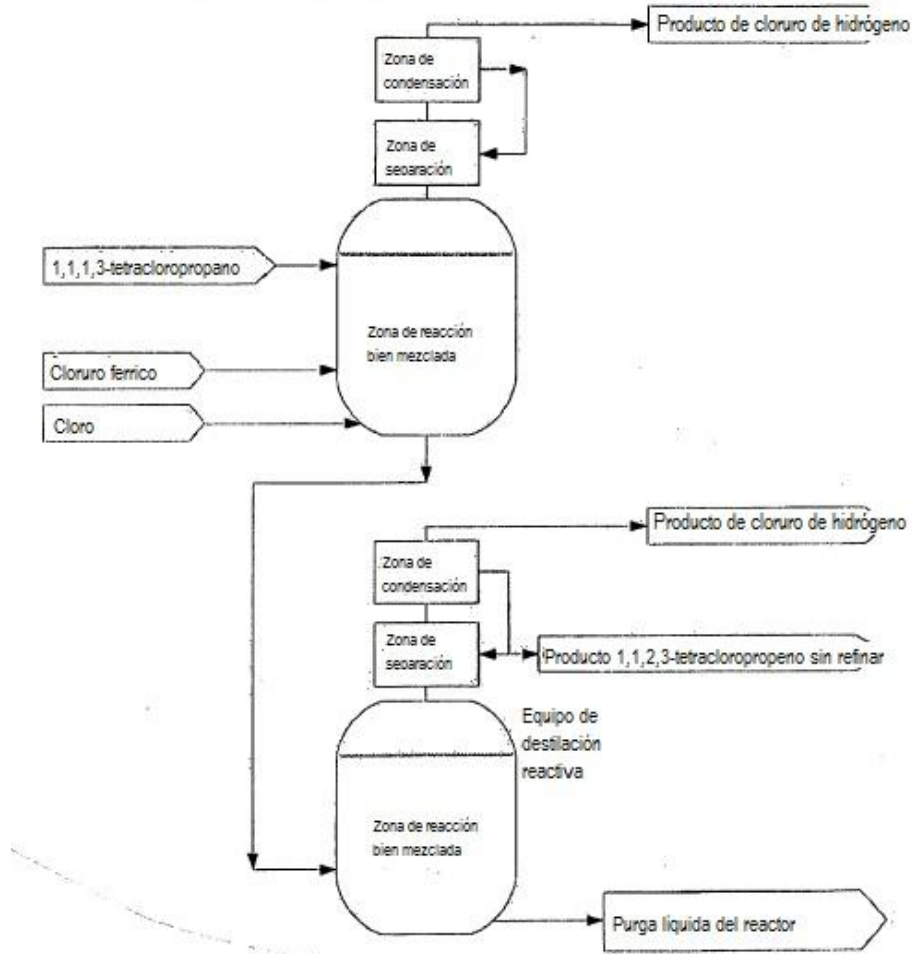 Producto de cloruro de hidrógeno
Zona de
condensación
Zona de
seoaración
1,1,1,3-tetracloropropano
Zona de reacción
bien mezclada
Cloruro ferrico
Cloro
Producto de cloruro de hidrógeno
Zona de
condensación
Zona de
seoaración
Producto 1,1,2,3-tetracloropropeno sin refinar
Equipo de
destilación
reactiva
Zona de reacción
bien mezclada
Purga liquida del reactor